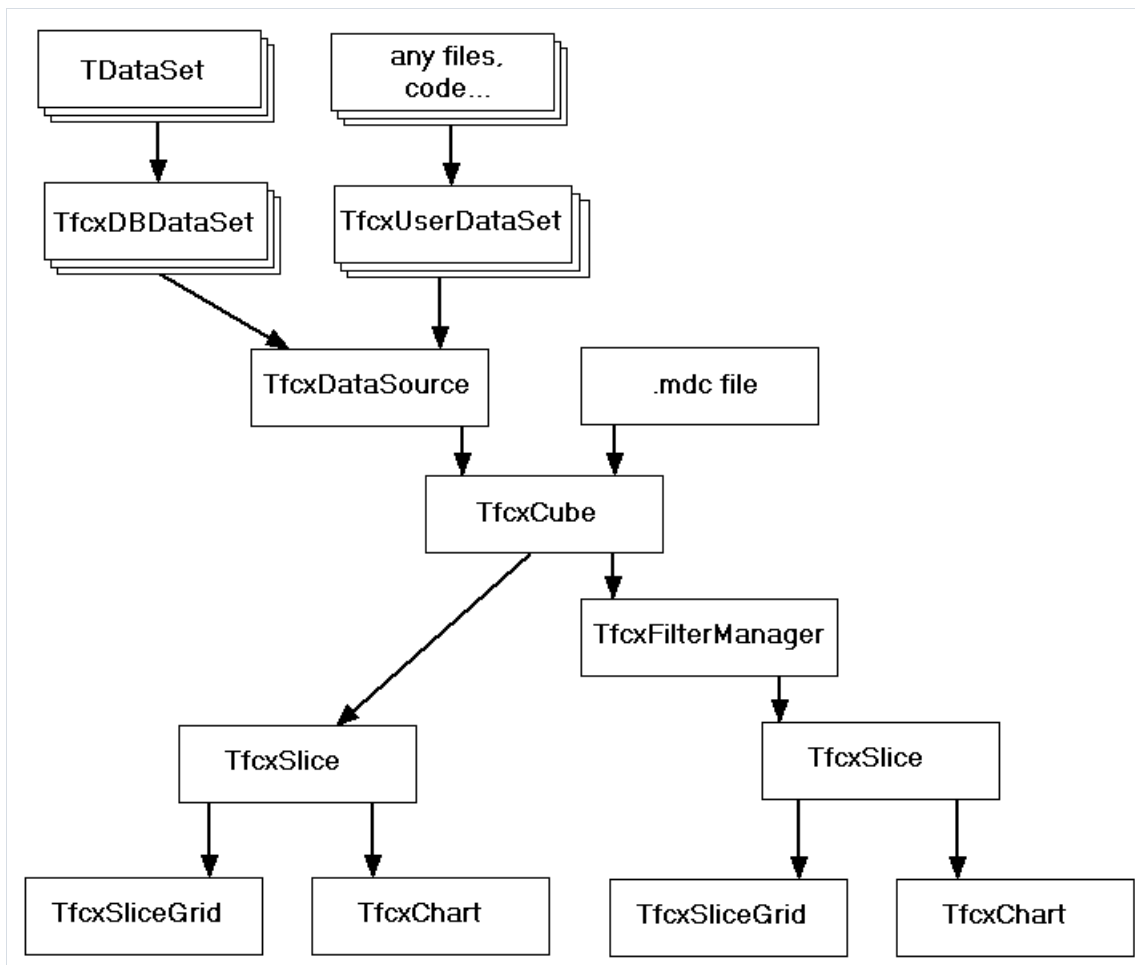 TDataSet
any files,
code...
TfcxDBDataSet
TfcxUserDataSet
TfcxDataSource
.mdc file
TfcxCube
TfcxFilterManager
TfcxSlice
TfcxSlice
TfcxSliceGrid
TfcxChart
TfcxSliceGrid
TfcxChart